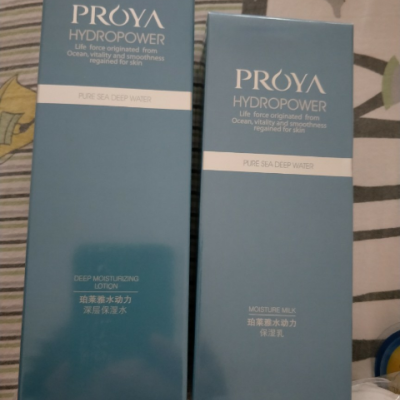 PROYA
HYDROPOWER
Life force originated from
Ocean, vitality and smoothness
regained for skin
PURE SEA DEEP WATER
DEEP MOISTURIZING
LOTION
珀莱雅水动力
深层保湿水
PROYA
HYDROPOWER
Life force originated from
Ocean, vitality and smoothness
regained for skin
PURE SEA DEEP WATER
MOISTURE MILK
珀莱雅水动力
保湿乳